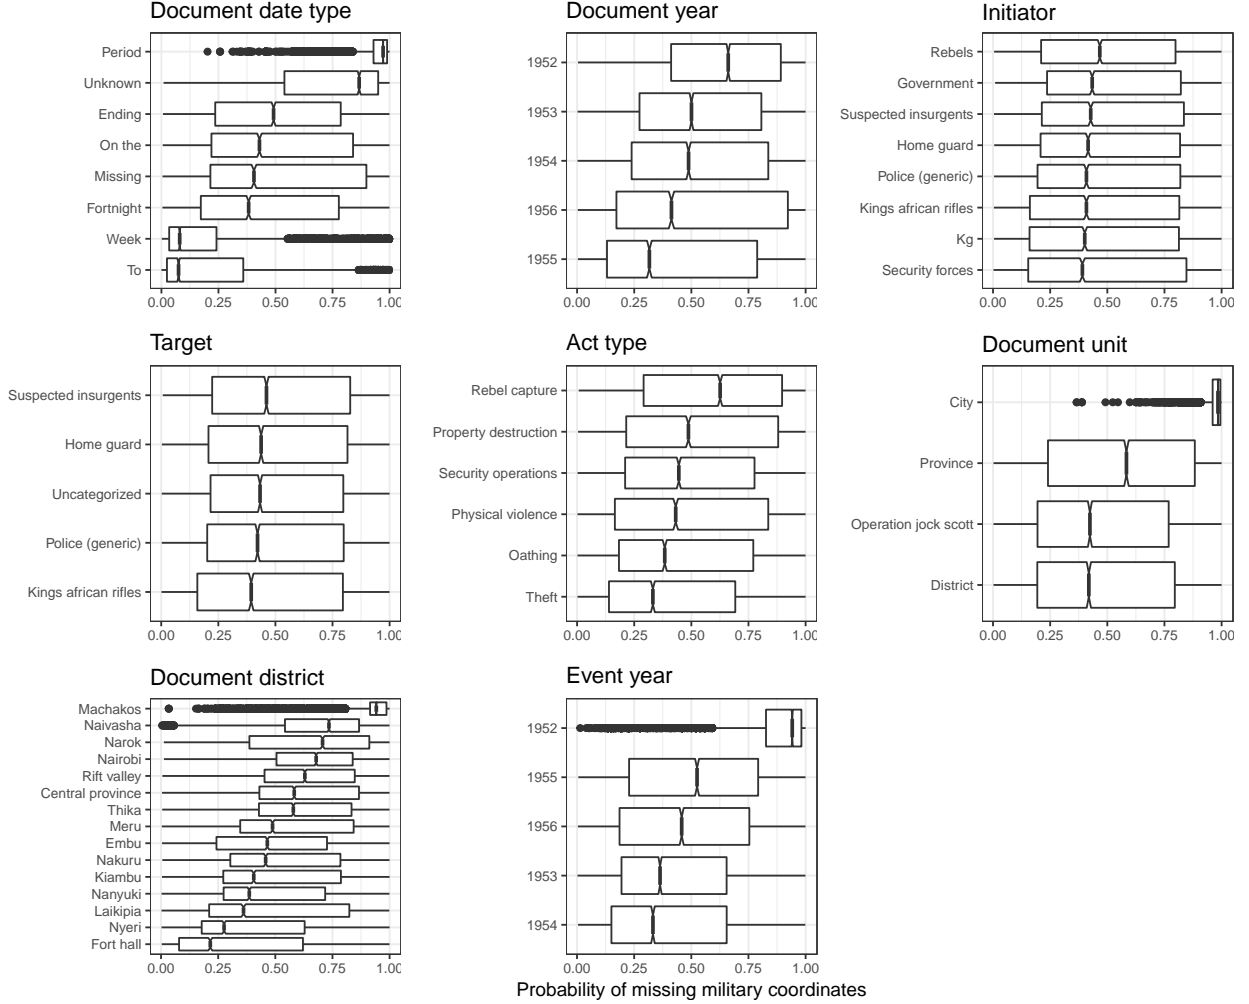 Document date type
Period
Unknown
Ending
On the
Missing
Fortnight
Week
To
0.00 0.25 0.50 0.75 1.00
Document year
1952
1953
1954
1956
1955
0.00 0.25 0.50 0.75 1.00
Initiator
Rebels
Government
Suspected insurgents
Home guard
Police (generic)
Kings african rifles
Kg
Security forces
0.00 0.25 0.50 0.75 1.00
Target
Suspected insurgents
Home guard
Uncategorized
Police (generic)
Kings african rifles
0.00 0.25 0.50 0.75 1.00
Act type
Rebel capture
Property destruction
Security operations
Physical violence
Oathing
Theft
0.00 0.25 0.50 0.75 1.00
Document unit
City
Province
Operation jock scott
District
0.00 0.25 0.50 0.75 1.00
Document district
Machakos
Naivasha
Narok
Nairobi
Rift valley
Central province
Thika
Meru
Embu
Nakuru
Kiambu
Nanyuki
Laikipia
Nyeri
Fort hall
0.00 0.25 0.50 0.75 1.00
Event year
1952
1955
1956
1953
1954
0.00 0.25 0.50 0.75 1.00
Probability of missing military coordinates